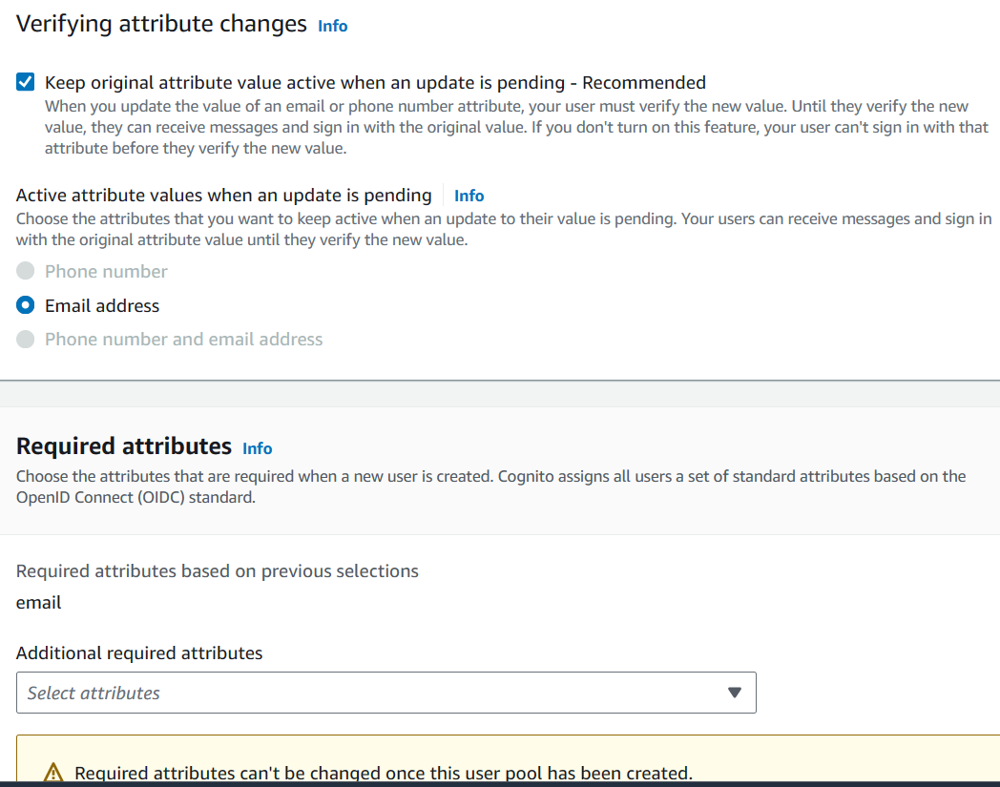 Verifying attribute changes Info
Keep original attribute value active when an update is pending - Recommended
When you update the value of an email or phone number attribute, your user must verify the new value. Until they verify the new
value, they can receive messages and sign in with the original value. If you don't turn on this feature, your user can't sign in with that
attribute before they verify the new value.
Active attribute values when an update is pending Info
Choose the attributes that you want to keep active when an update to their value is pending. Your users can receive messages and sign in
with the original attribute value until they verify the new value.
Phone number
Email address
Phone number and email address
Required attributes Info
Choose the attributes that are required when a new user is created. Cognito assigns all users a set of standard attributes based on the
OpenID Connect (OIDC) standard.
Required attributes based on previous selections
email
Additional required attributes
Select attributes
Required attributes can't be changed once this user pool has been created.